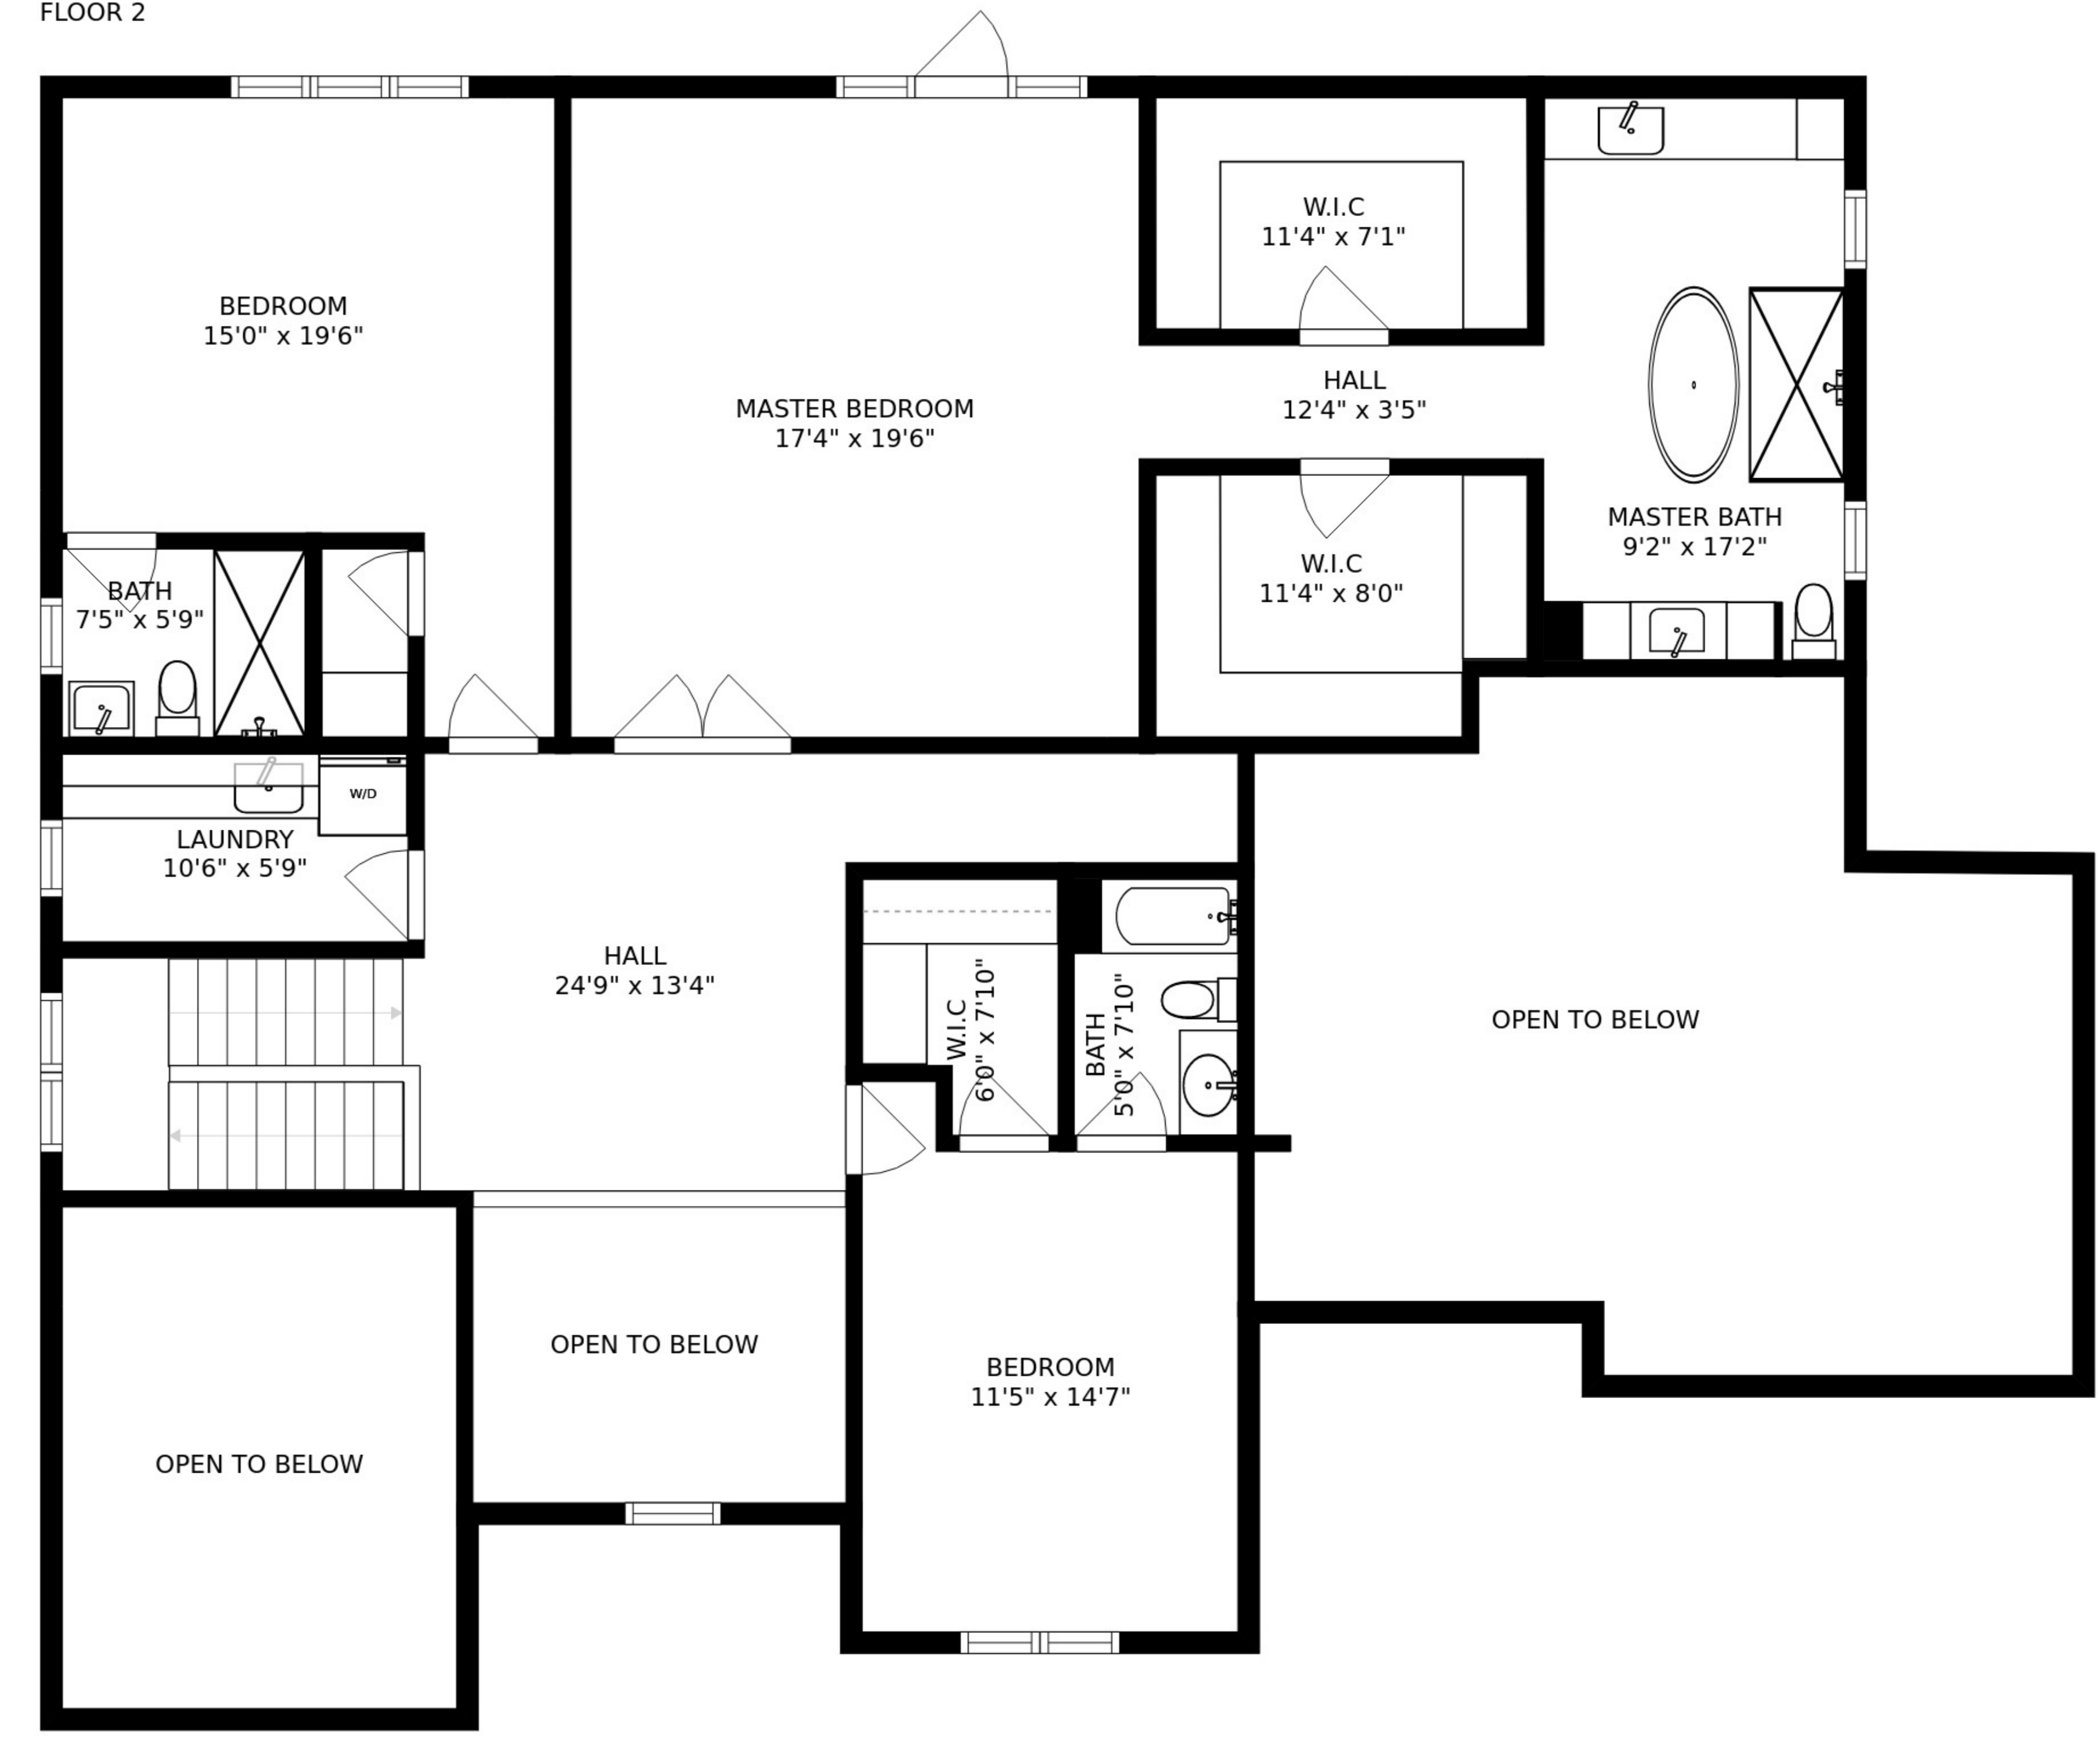 FLOOR 2
W.I.C
11'4" x 7'1"
BEDROOM
15'0" x 19'6"
MASTER BEDROOM
17'4" x 19'6"
HALL
12'4" x 3'5"
MASTER BATH
9'2" x 17'2"
W.I.C
11'4" x 8'0"
BATH
7'5" x 5'9"
W/D
LAUNDRY
10'6" x 5'9"
HALL
24'9" x 13'4"
W.I.C
6'0" x 7'10"
BATH
5'0" x 7'10"
OPEN TO BELOW
OPEN TO BELOW
BEDROOM
11'5" x 14'7"
OPEN TO BELOW